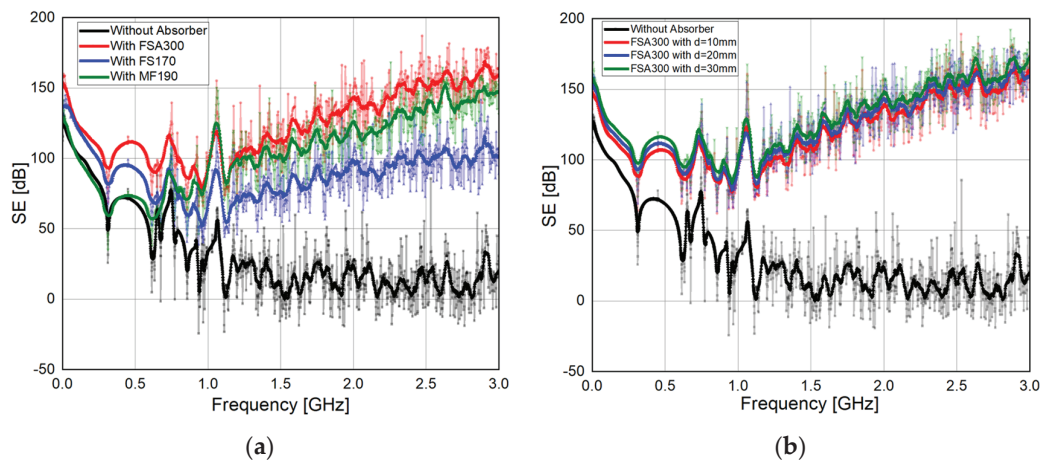 200
150
100
50
0
-50
SE [dB]
Without Absorber
With FSA300
With FS170
With MF190
0.0 0.5 1.0 1.5 2.0 2.5 3.0
Frequency [GHz]
(a)
200
150
100
50
0
-50
SE [dB]
Without Absorber
FSA300 with d=10mm
FSA300 with d=20mm
FSA300 with d=30mm
0.0 0.5 1.0 1.5 2.0 2.5 3.0
Frequency [GHz]
(b)